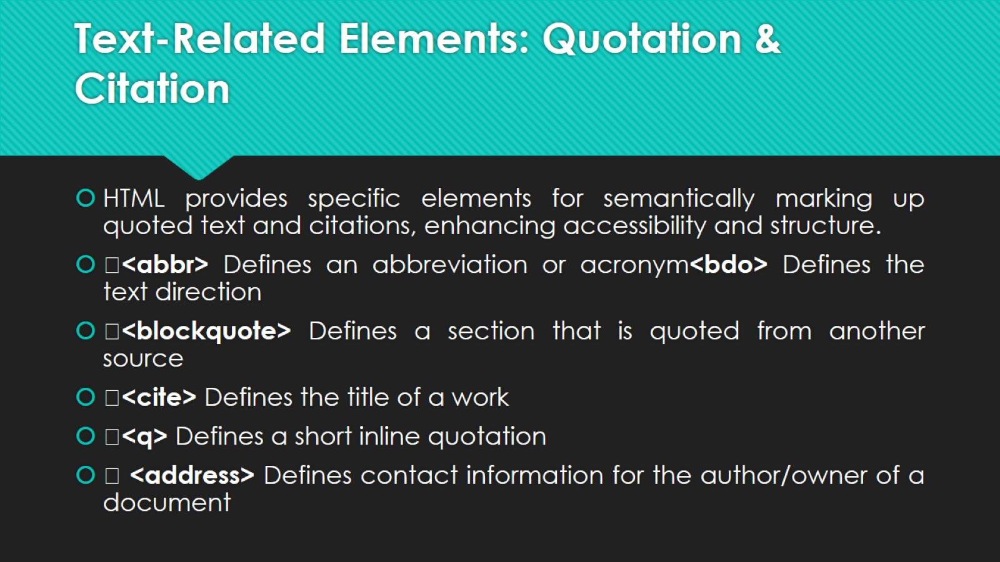 Text-Related Elements: Quotation &
Citation
HTML provides specific elements for semantically marking up
quoted text and citations, enhancing accessibility and structure.
<abbr> Defines an abbreviation or acronym<bdo> Defines the
text direction
<blockquote> Defines a section that is quoted from another
source
<cite> Defines the title of a work
<q> Defines a short inline quotation
<address> Defines contact information for the author/owner of a
document